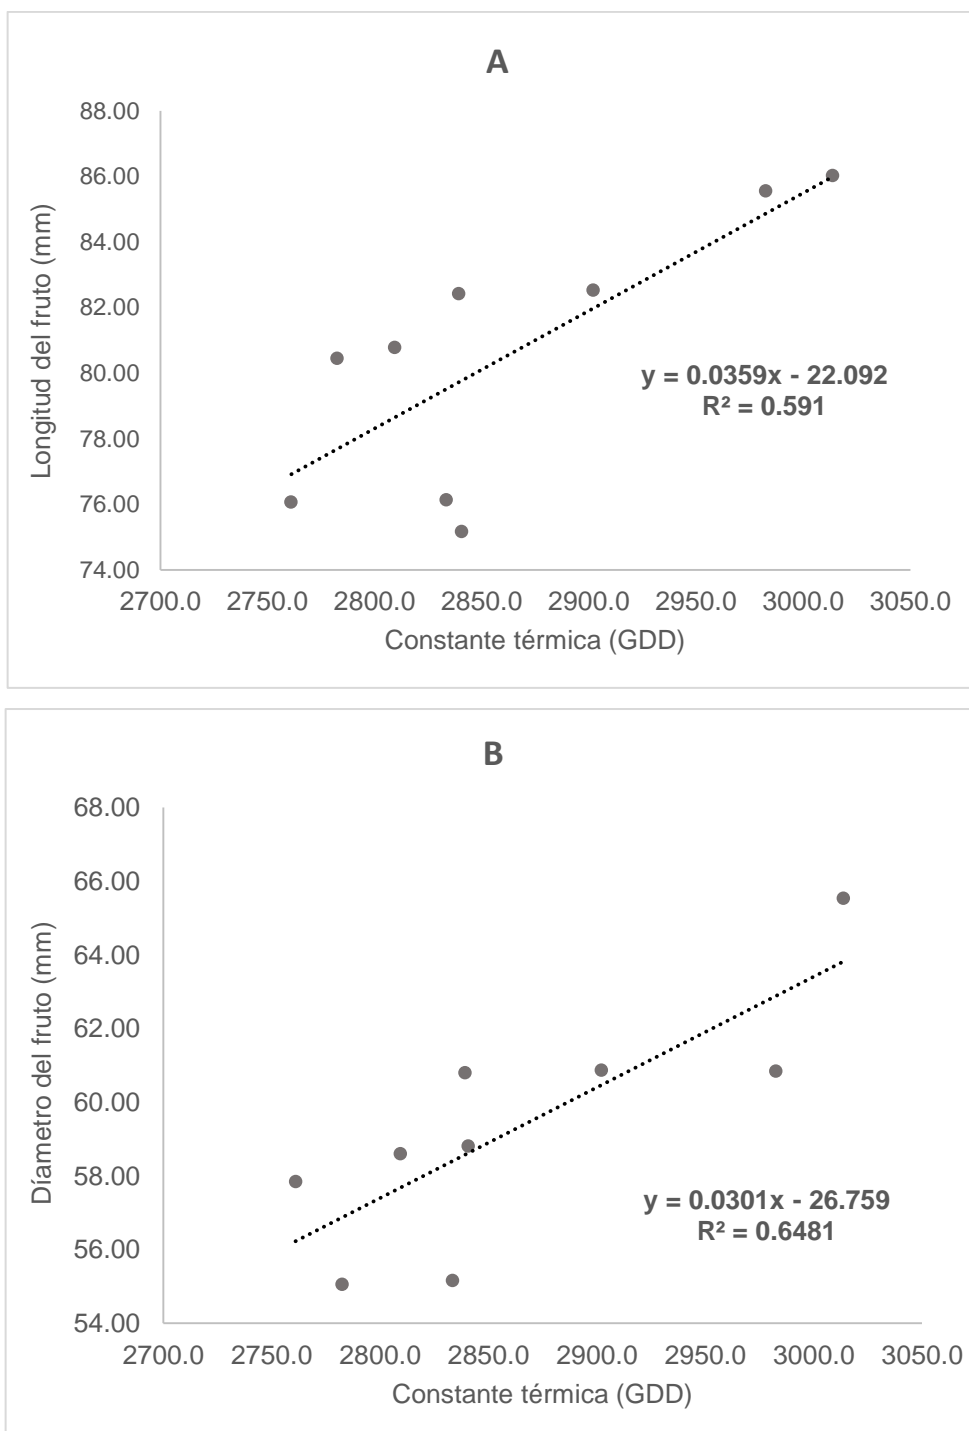 A
88.00
86.00
84.00
82.00
80.00
78.00
76.00
74.00
Longitud del fruto (mm)
y = 0.0359x - 22.092
R² = 0.591
2700.0 2750.0 2800.0 2850.0 2900.0 2950.0 3000.0 3050.0
Constante térmica (GDD)
B
68.00
66.00
64.00
62.00
60.00
58.00
56.00
54.00
Díametro del fruto (mm)
y = 0.0301x - 26.759
R² = 0.6481
2700.0 2750.0 2800.0 2850.0 2900.0 2950.0 3000.0 3050.0
Constante térmica (GDD)